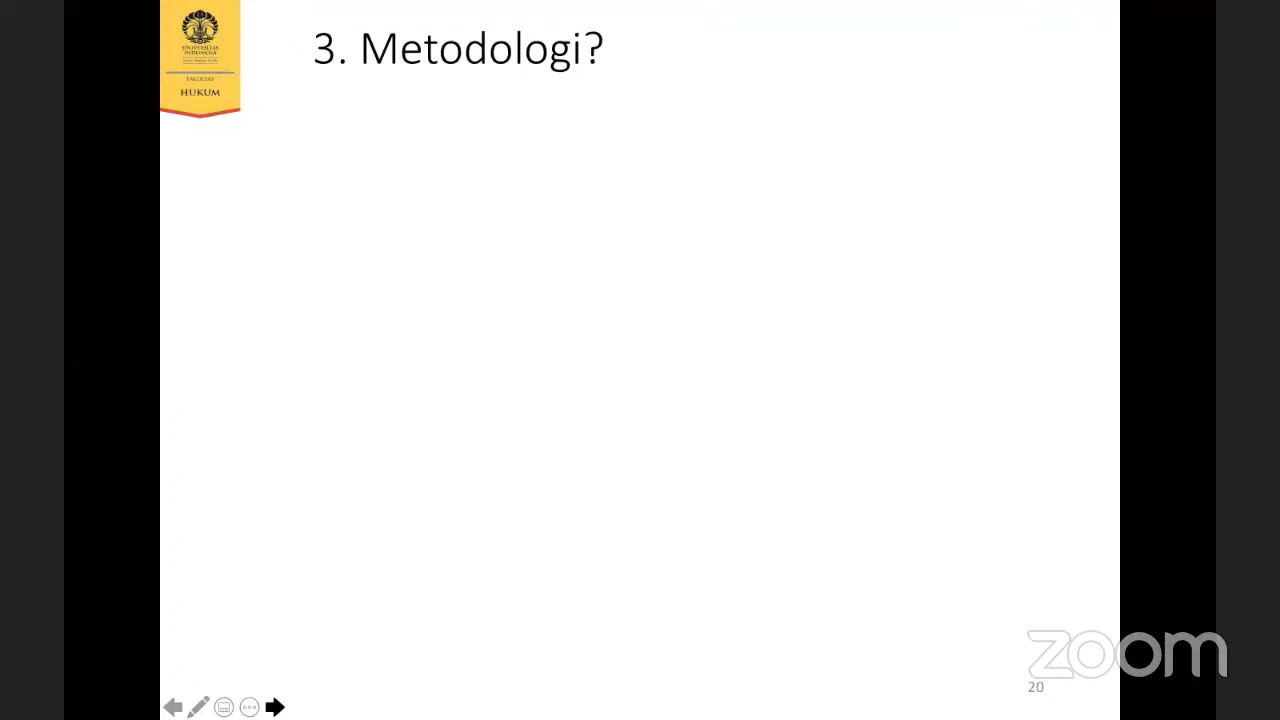 UNIVERSITAS
INDONESIA
FAKULTAS
HUKUM
3. Metodologi?
zoom
20